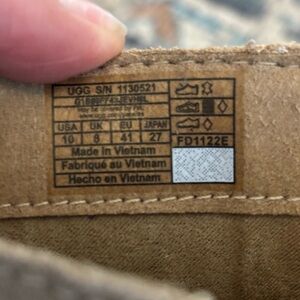 UGG S/N 1130521
USA UK EU JAPAN
10 8 41 27
FD1122E
Made in Vietnam
Fabriqué au Vietnam
Hecho en Vietnam